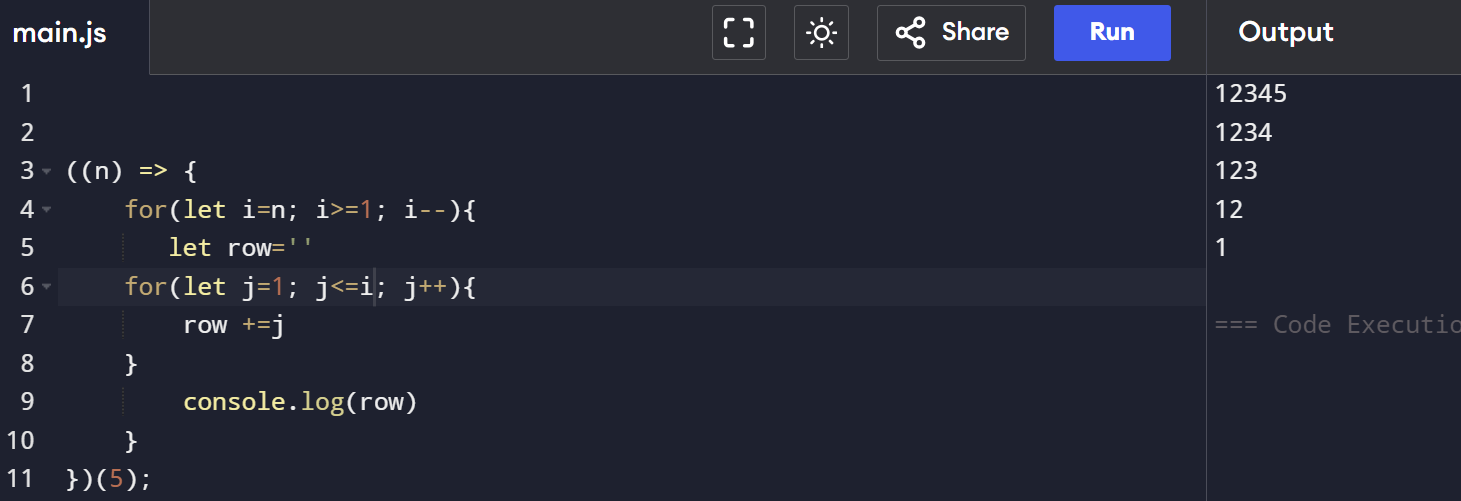 main.js
Share
Run
Output
1
2
3 ((n) => {
4     for(let i=n; i>=1; i--){
5        let row=''
6     for(let j=1; j<=i; j++){
7         row +=j
8     }
9         console.log(row)
10     }
11 })(5);
12345
1234
123
12
1
=== Code Executio